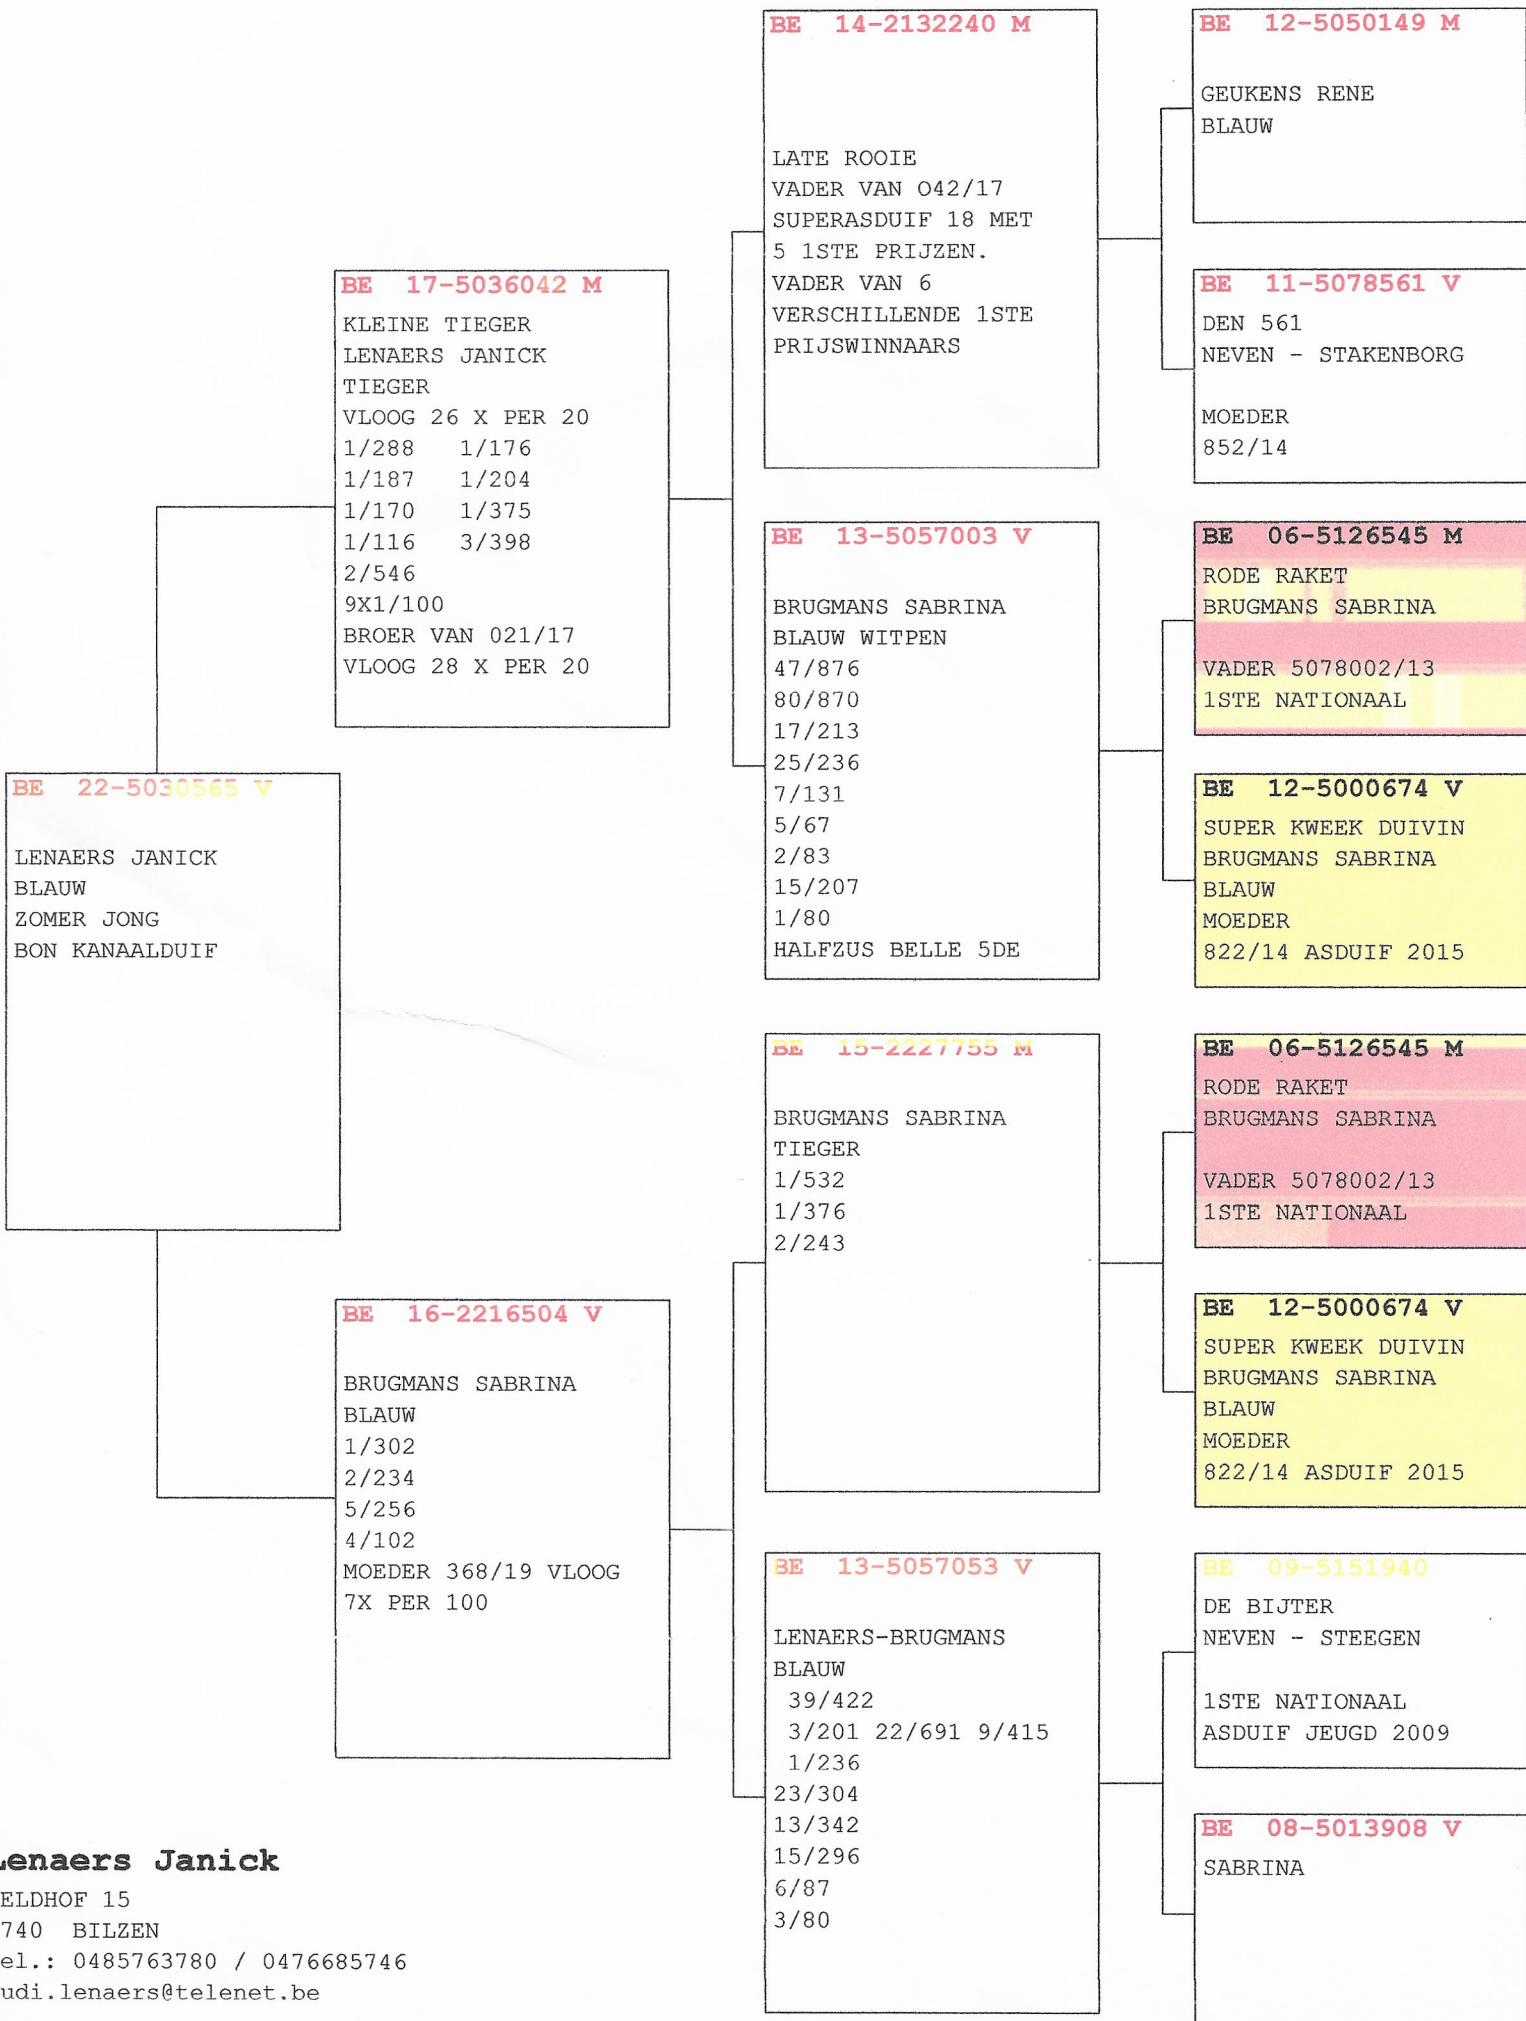 BE 22-5030565 V
LENAERS JANICK
BLAUW
ZOMER JONG
BON KANAALDUIF
BE 17-5036042 M
KLEINE TIEGER
LENAERS JANICK
TIEGER
VLOOG 26 X PER 20
1/288 1/176
1/187 1/204
1/170 1/375
1/116 3/398
2/546
9X1/100
BROER VAN 021/17
VLOOG 28 X PER 20
BE 16-2216504 V
BRUGMANS SABRINA
BLAUW
1/302
2/234
5/256
4/102
MOEDER 368/19 VLOOG
7X PER 100
BE 14-2132240 M
LATE ROOIE
VADER VAN O42/17
SUPERASDUIF 18 MET
5 1STE PRIJZEN.
VADER VAN 6
VERSCHILLENDE 1STE
PRIJSWINNAARS
BE 13-5057003 V
BRUGMANS SABRINA
BLAUW WITPEN
47/876
80/870
17/213
25/236
7/131
5/67
2/83
15/207
1/80
HALFZUS BELLE 5DE
BE 15-2227755 M
BRUGMANS SABRINA
TIEGER
1/532
1/376
2/243
BE 13-5057053 V
LENAERS-BRUGMANS
BLAUW
39/422
3/201 22/691 9/415
1/236
23/304
13/342
15/296
6/87
3/80
BE 12-5050149 M
GEUKENS RENE
BLAUW
BE 11-5078561 V
DEN 561
NEVEN - STAKENBORG
MOEDER
852/14
BE 06-5126545 M
RODE RAKET
BRUGMANS SABRINA
VADER 5078002/13
1STE NATIONAAL
BE 12-5000674 V
SUPER KWEEK DUIVIN
BRUGMANS SABRINA
BLAUW
MOEDER
822/14 ASDUIF 2015
BE 06-5126545 M
RODE RAKET
BRUGMANS SABRINA
VADER 5078002/13
1STE NATIONAAL
BE 12-5000674 V
SUPER KWEEK DUIVIN
BRUGMANS SABRINA
BLAUW
MOEDER
822/14 ASDUIF 2015
BE 09-5151940
DE BIJTER
NEVEN - STEEGEN
1STE NATIONAAL
ASDUIF JEUGD 2009
BE 08-5013908 V
SABRINA
Lenaers Janick
ELDHOF 15
740 BILZEN
el.: 0485763780 / 0476685746
udi.lenaers@telenet.be